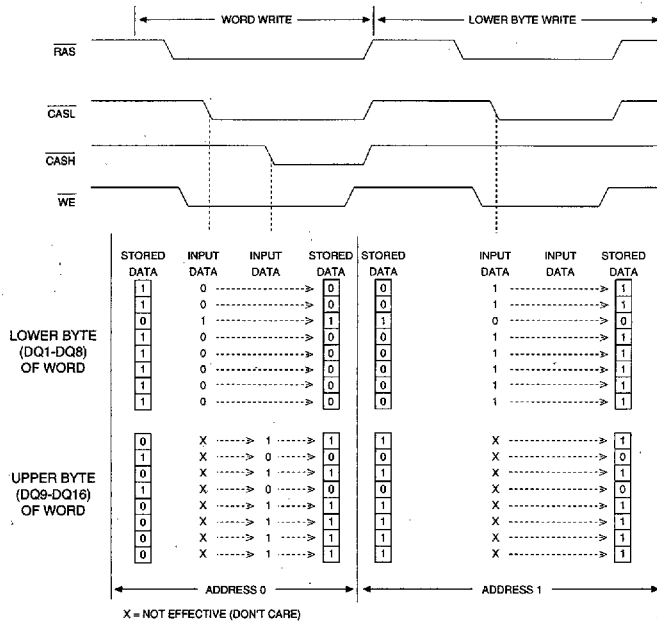 WORD WRITE LOWER BYTE WRITE
RAS
CASL
CASH
WE
STORED INPUT INPUT STORED STORED INPUT INPUT STORED
DATA DATA DATA DATA DATA DATA DATA DATA
1 0 0 0 1 1
1 0 0 0 1 1
0 1 1 1 0 0
LOWER BYTE
1 0 0 0 1 1
(DQ1-DQ8)
1 0 0 0 1 1
OF WORD
1 0 0 0 1 1
1 0 0 0 1 1
1 0 0 0 1 1
0 X 1 1 1 X 1
1 X 0 0 0 X 0
0 X 1 1 1 X 1
UPPER BYTE
1 X 0 0 0 X 0
(DQ9-DQ16)
0 X 1 1 1 X 1
OF WORD
0 X 1 1 1 X 1
0 X 1 1 1 X 1
0 X 1 1 1 X 1
ADDRESS 0 ADDRESS 1
X = NOT EFFECTIVE (DON'T CARE)